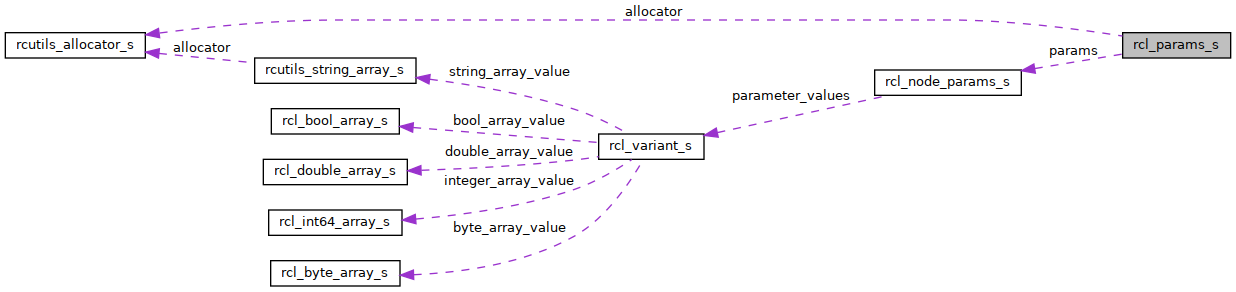 allocator
rcutils_allocator_s
allocator
rcl_params_s
params
rcutils_string_array_s
string_array_value
rcl_node_params_s
parameter_values
rcl_bool_array_s
bool_array_value
rcl_variant_s
double_array_value
rcl_double_array_s
integer_array_value
rcl_int64_array_s
byte_array_value
rcl_byte_array_s